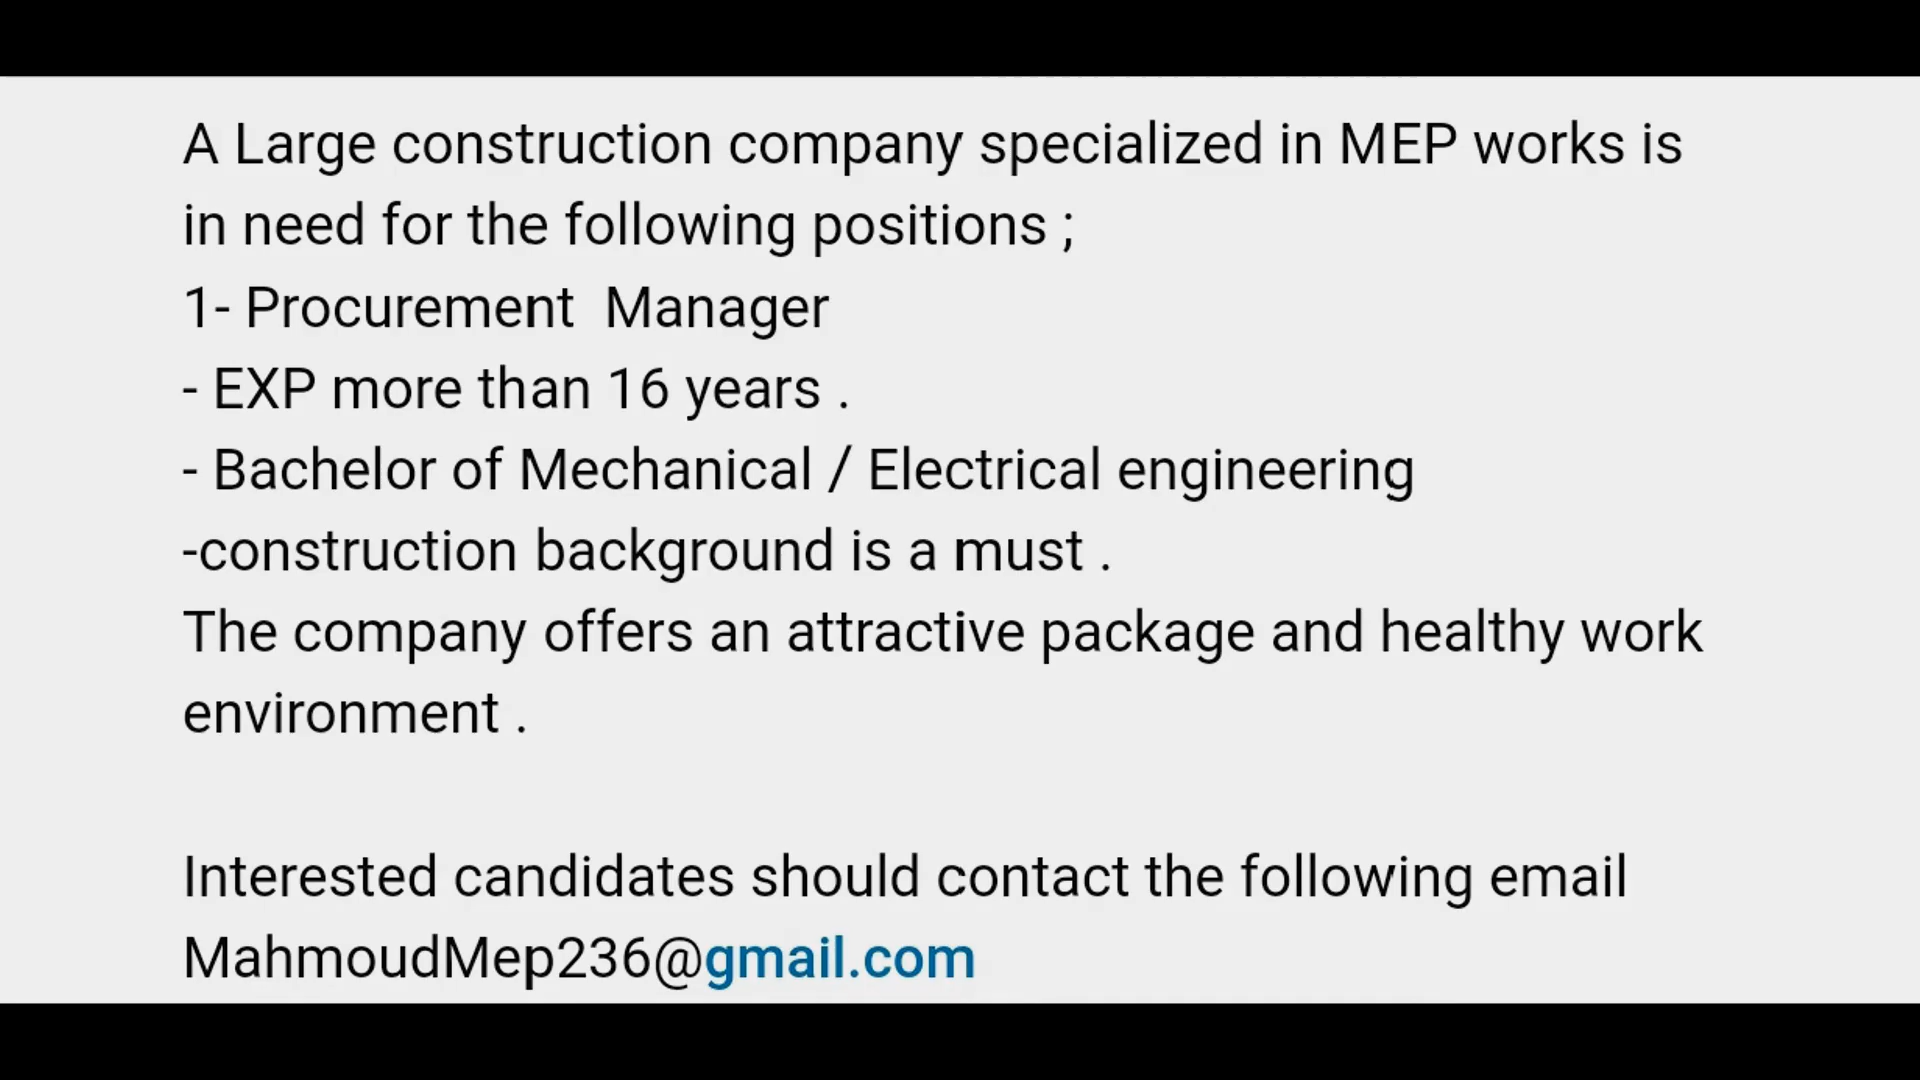 A Large construction company specialized in MEP works is
in need for the following positions ;
1- Procurement  Manager
- EXP more than 16 years .
- Bachelor of Mechanical / Electrical engineering
-construction background is a must .
The company offers an attractive package and healthy work
environment .
Interested candidates should contact the following email
MahmoudMep236@gmail.com